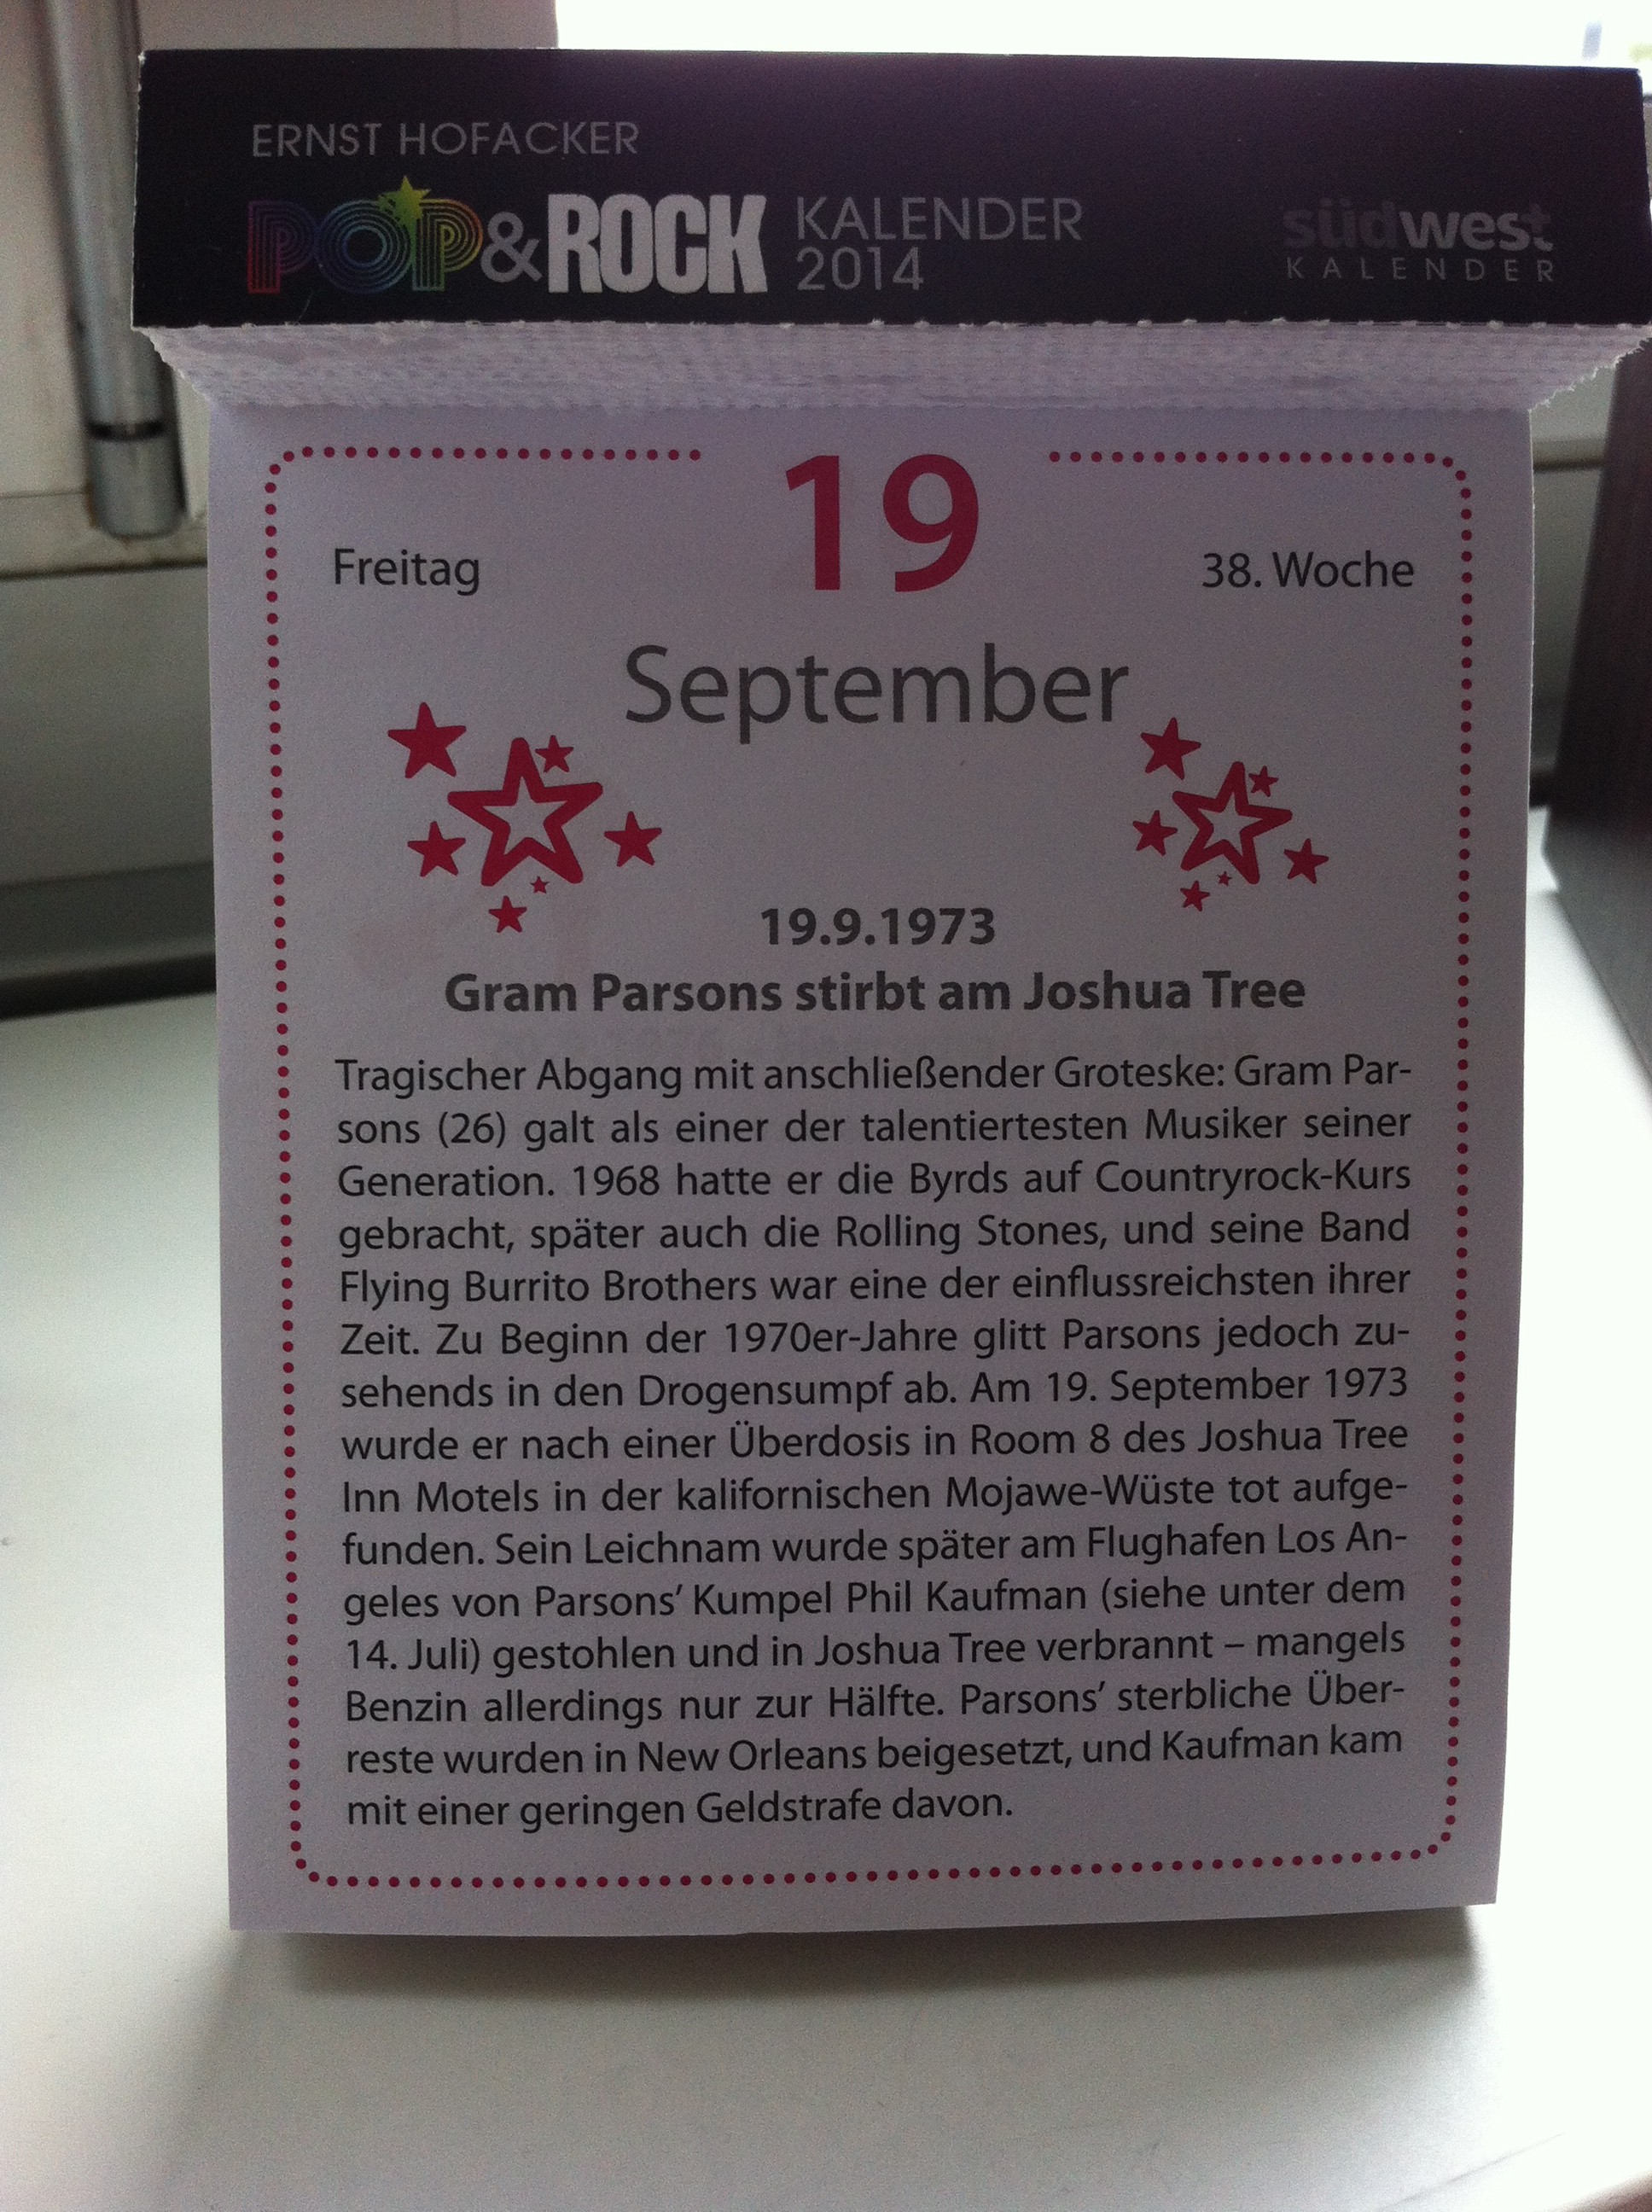 ERNST HOFACKER
POP&ROCK KALENDER 2014
südwest
KALENDER
19
Freitag
38. Woche
September
19.9.1973
Gram Parsons stirbt am Joshua Tree
Tragischer Abgang mit anschließender Groteske: Gram Par-
sons (26) galt als einer der talentiertesten Musiker seiner
Generation. 1968 hatte er die Byrds auf Countryrock-Kurs
gebracht, später auch die Rolling Stones, und seine Band
Flying Burrito Brothers war eine der einflussreichsten ihrer
Zeit. Zu Beginn der 1970er-Jahre glitt Parsons jedoch zu-
sehends in den Drogensumpf ab. Am 19. September 1973
wurde er nach einer Überdosis in Room 8 des Joshua Tree
Inn Motels in der kalifornischen Mojawe-Wüste tot aufge-
funden. Sein Leichnam wurde später am Flughafen Los An-
geles von Parsons’ Kumpel Phil Kaufman (siehe unter dem
14. Juli) gestohlen und in Joshua Tree verbrannt – mangels
Benzin allerdings nur zur Hälfte. Parsons’ sterbliche Über-
reste wurden in New Orleans beigesetzt, und Kaufman kam
mit einer geringen Geldstrafe davon.